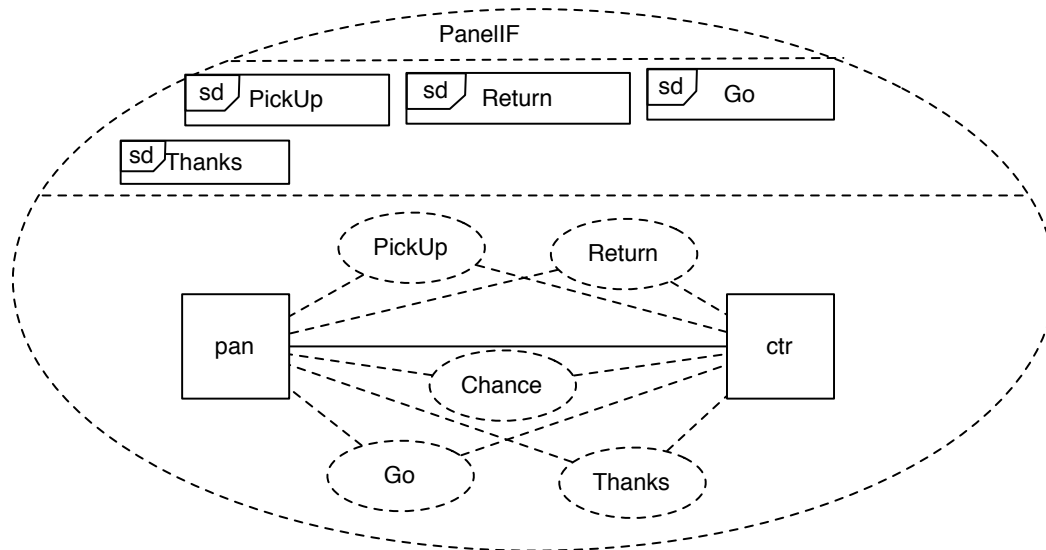 PanelIF
sd PickUp
sd Return
sd Go
sd Thanks
PickUp
Return
pan
ctr
Chance
Go
Thanks